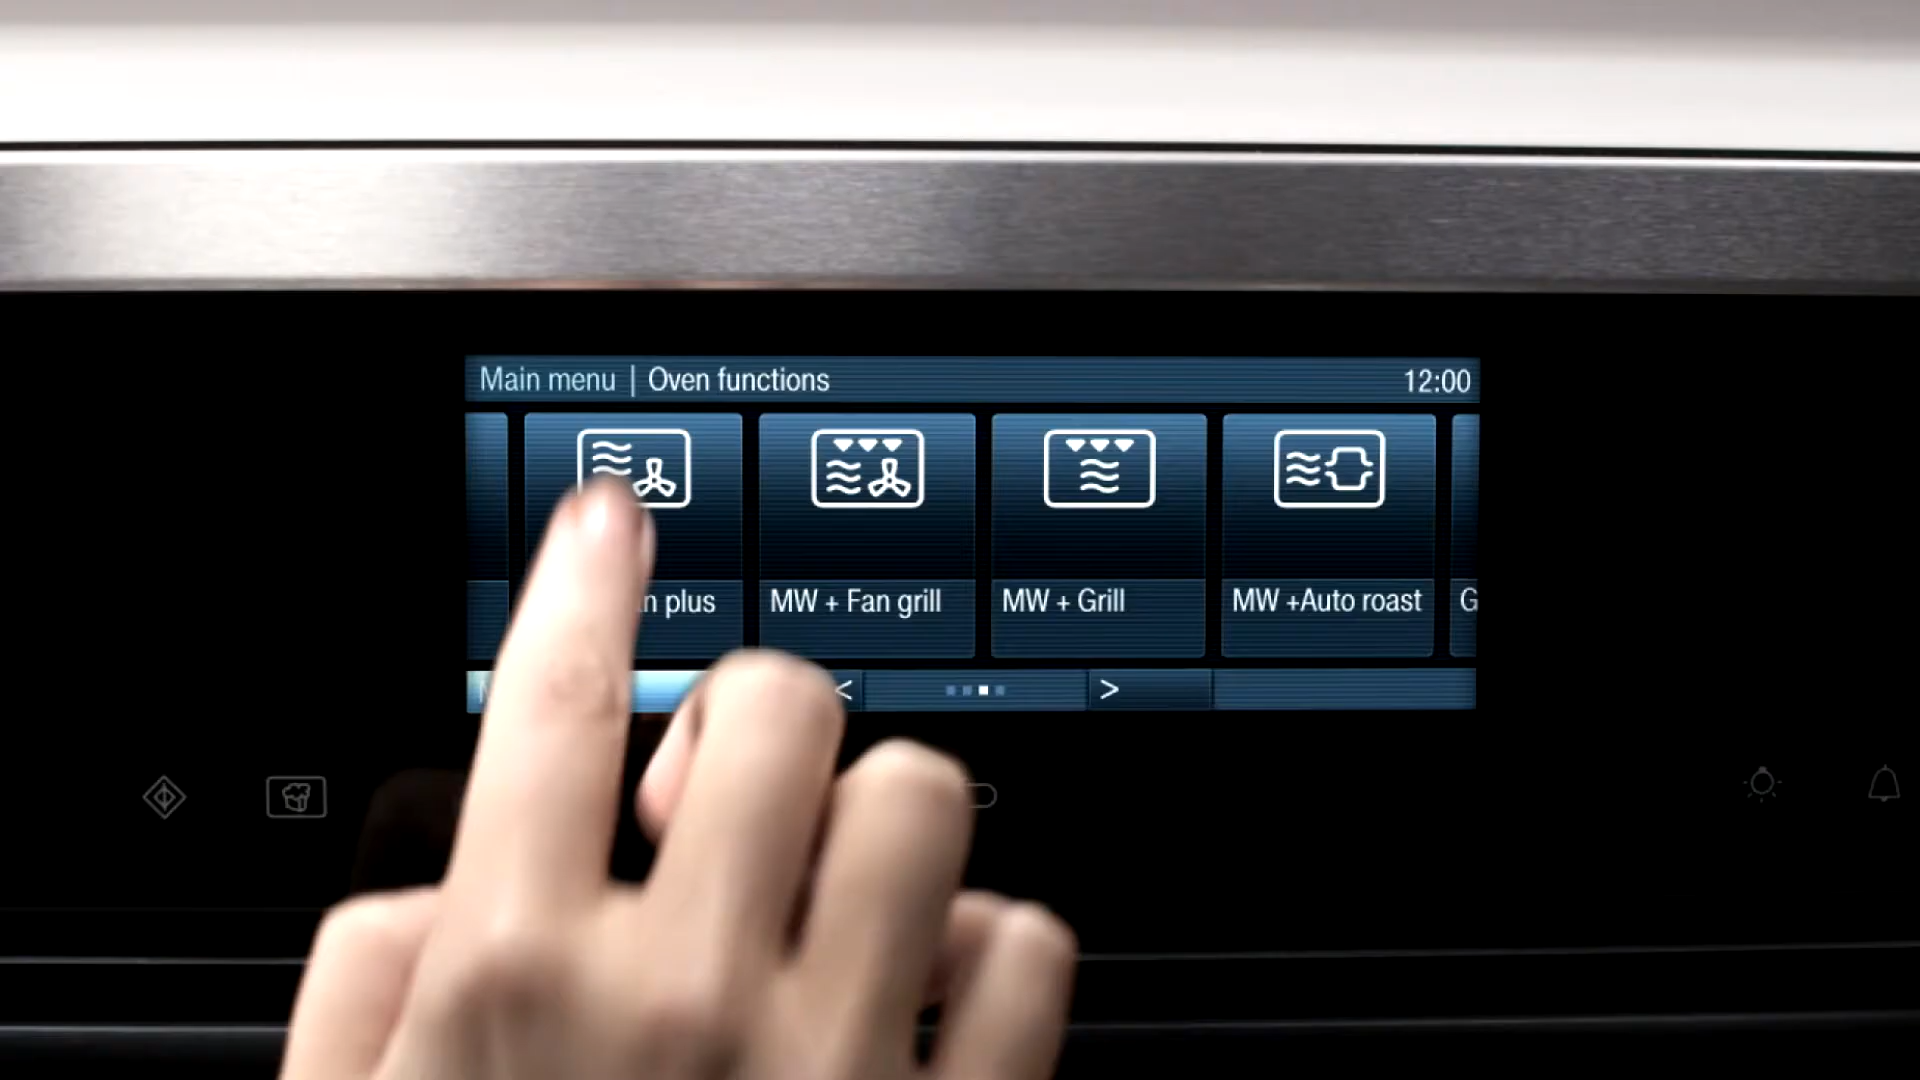 Main menu | Oven functions
12:00
plus
MW + Fan grill
MW + Grill
MW +Auto roast
G
<
>